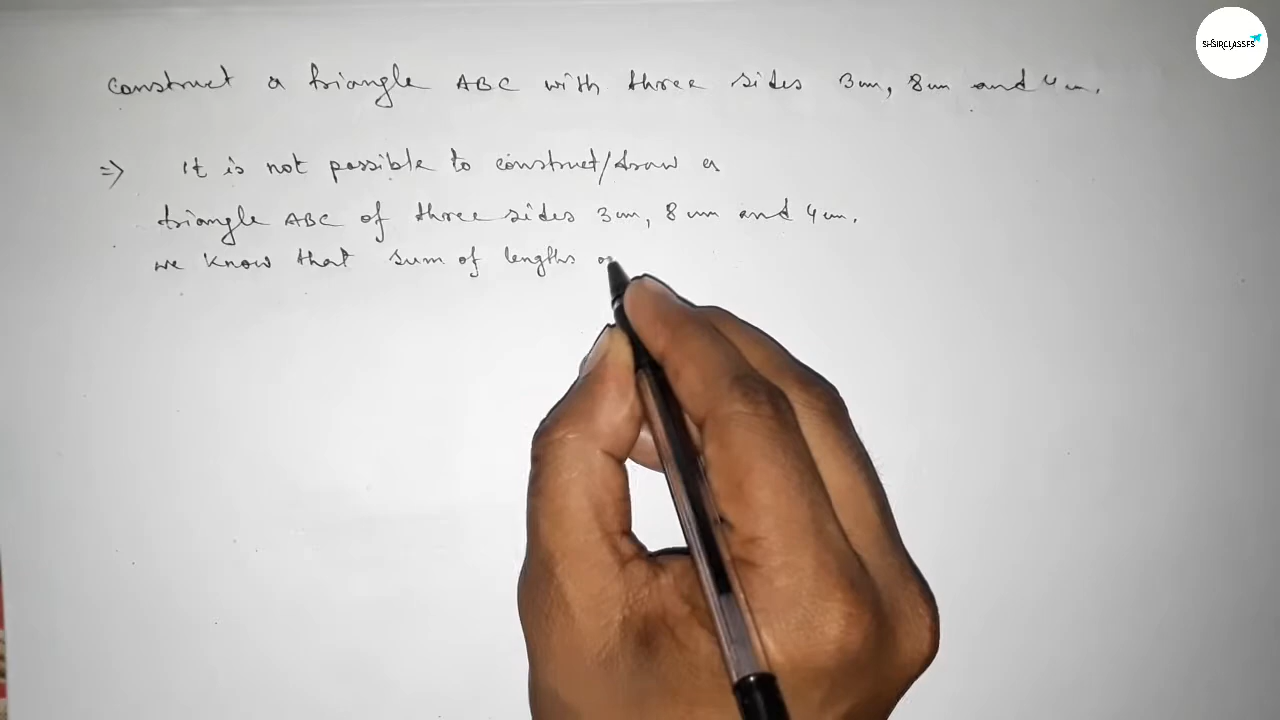 SHSIRCLASSES
construct a triangle ABC with three sides 3cm, 8cm and 4cm.
=> It is not possible to construct/draw a
triangle ABC of three sides 3cm, 8cm and 4cm.
we know that sum of lengths o